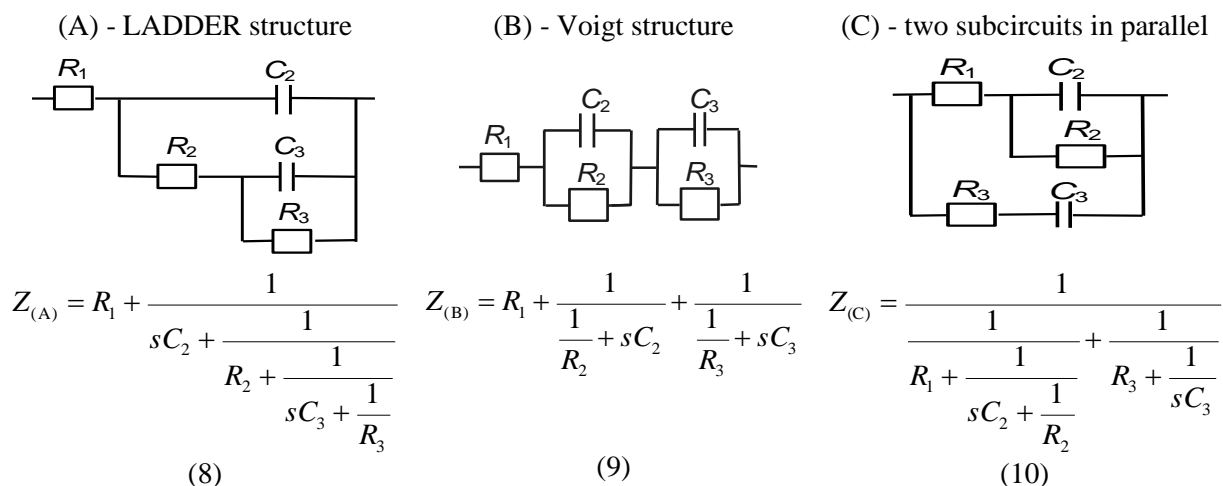 (A) - LADDER structure
R₁
C₂
R₂
C₃
R₃
Z₍A₎ = R₁ + 1/(sC₂ + 1/(R₂ + 1/(sC₃ + 1/R₃)))
(8)
(B) - Voigt structure
R₁
C₂
R₂
C₃
R₃
Z₍B₎ = R₁ + 1/(1/R₂ + sC₂) + 1/(1/R₃ + sC₃)
(9)
(C) - two subcircuits in parallel
R₁
C₂
R₂
R₃
C₃
Z₍C₎ = 1/(1/(R₁ + 1/(sC₂ + 1/R₂)) + 1/(R₃ + 1/sC₃))
(10)